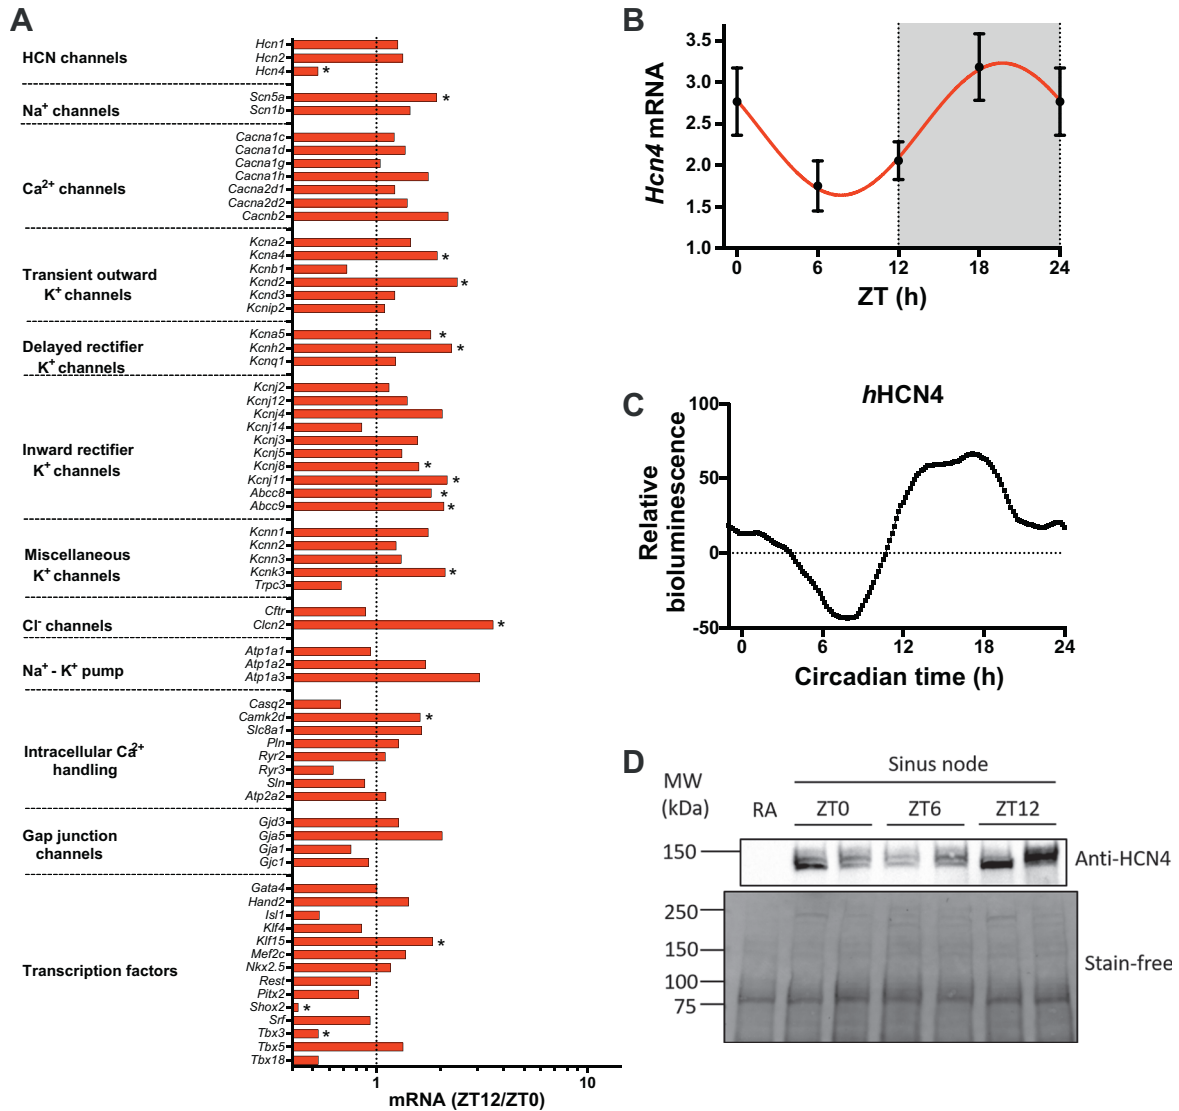 A
HCN channels
Hcn1
Hcn2
Hcn4 *
Na+ channels
Scn5a *
Scn1b
Ca2+ channels
Cacna1c
Cacna1d
Cacna1g
Cacna1h
Cacna2d1
Cacna2d2
Cacnb2
Transient outward
K+ channels
Kcna2
Kcna4 *
Kcnb1
Kcnd2 *
Kcnd3
Kcnip2
Delayed rectifier
K+ channels
Kcna5 *
Kcnh2 *
Kcnq1
Inward rectifier
K+ channels
Kcnj2
Kcnj12
Kcnj4
Kcnj14
Kcnj3
Kcnj5
Kcnj8 *
Kcnj11 *
Abcc8 *
Abcc9 *
Miscellaneous
K+ channels
Kcnn1
Kcnn2
Kcnn3
Kcnk3 *
Trpc3
Cl- channels
Cftr
Clcn2 *
Na+ - K+ pump
Atp1a1
Atp1a2
Atp1a3
Intracellular Ca2+
handling
Casq2
Camk2d *
Slc8a1
Pln
Ryr2
Ryr3
Sln
Atp2a2
Gap junction
channels
Gjd3
Gja5
Gja1
Gjc1
Transcription factors
Gata4
Hand2
Isl1
Klf4
Klf15 *
Mef2c
Nkx2.5
Rest
Pitx2
Shox2 *
Srf
Tbx3 *
Tbx5
Tbx18
1 10
mRNA (ZT12/ZT0)
B
Hcn4 mRNA
3.5
3.0
2.5
2.0
1.5
1.0
0 6 12 18 24
ZT (h)
C
hHCN4
Relative
bioluminescence
100
50
0
-50
0 6 12 18 24
Circadian time (h)
D
Sinus node
MW
(kDa)
RA ZT0 ZT6 ZT12
150
Anti-HCN4
250
150
100
75
Stain-free